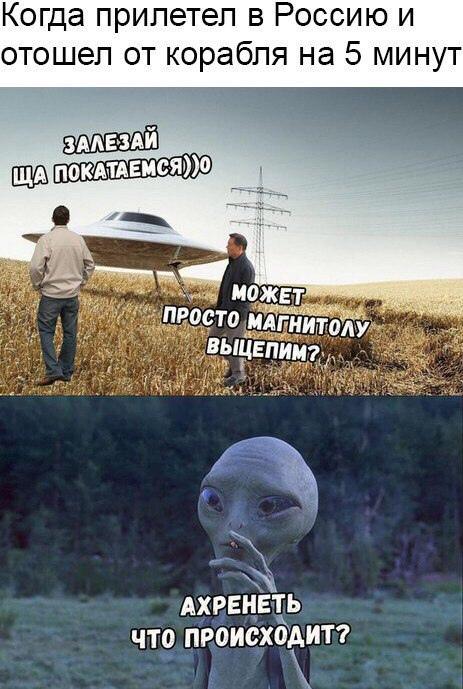 Когда прилетел в Россию и
отошел от корабля на 5 минут
ЗАЛЕЗАЙ
ЩА ПОКАТАЕМСЯ))0
МОЖЕТ
ПРОСТО МАГНИТОЛУ
ВЫЦЕПИМ?
АХРЕНЕТЬ
ЧТО ПРОИСХОДИТ?